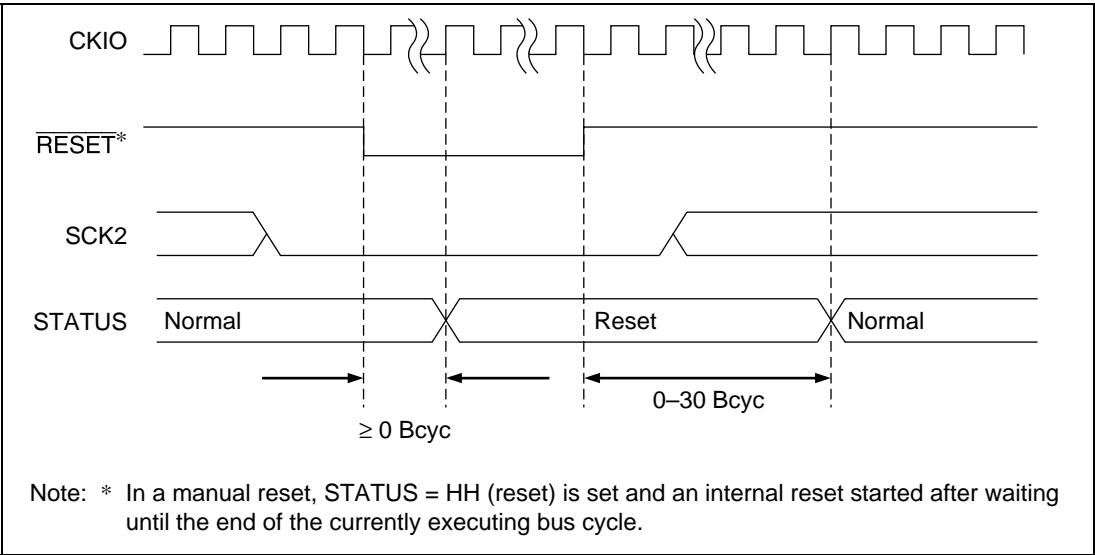 CKIO
RESET*
SCK2
STATUS Normal Reset Normal
0–30 Bcyc
≥ 0 Bcyc
Note: * In a manual reset, STATUS = HH (reset) is set and an internal reset started after waiting
until the end of the currently executing bus cycle.